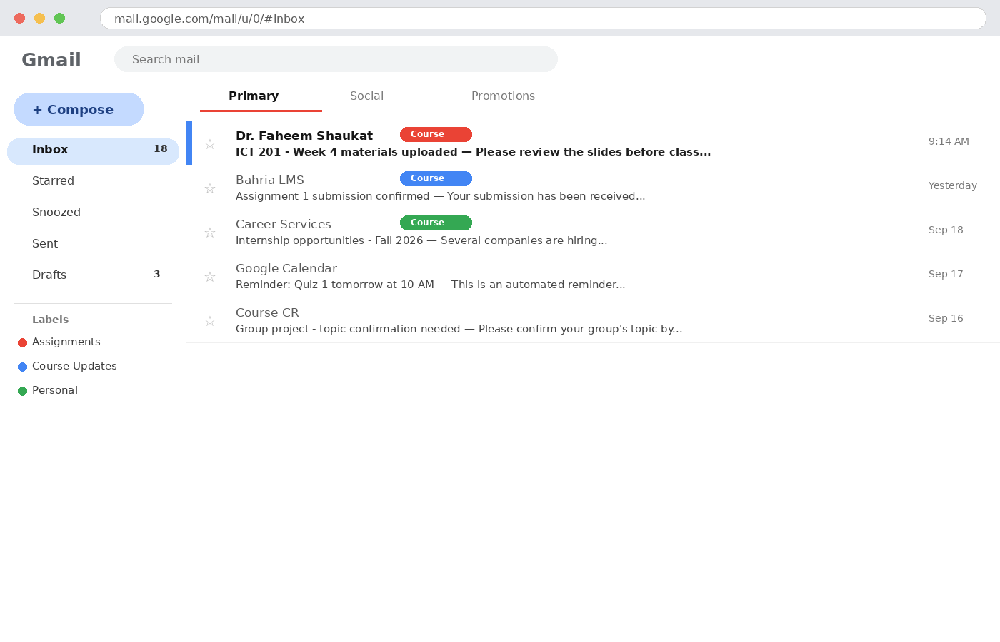 mail.google.com/mail/u/0/#inbox
Gmail
Search mail
+ Compose
Inbox 18
Starred
Snoozed
Sent
Drafts 3
Labels
Assignments
Course Updates
Personal
Primary Social Promotions
Dr. Faheem Shaukat Course 9:14 AM
ICT 201 - Week 4 materials uploaded — Please review the slides before class...
Bahria LMS Course Yesterday
Assignment 1 submission confirmed — Your submission has been received...
Career Services Course Sep 18
Internship opportunities - Fall 2026 — Several companies are hiring...
Google Calendar Sep 17
Reminder: Quiz 1 tomorrow at 10 AM — This is an automated reminder...
Course CR Sep 16
Group project - topic confirmation needed — Please confirm your group's topic by...